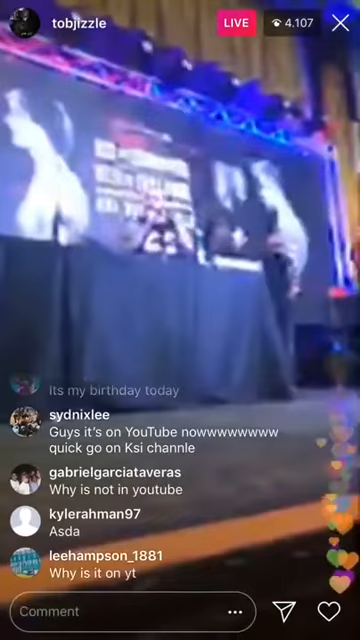 tobjizzle
LIVE
4.107
Its my birthday today
sydnixlee
Guys it's on YouTube nowwwwwwww
quick go on Ksi channle
gabrielgarciataveras
Why is not in youtube
kylerahman97
Asda
leehampson_1881
Why is it on yt
Comment